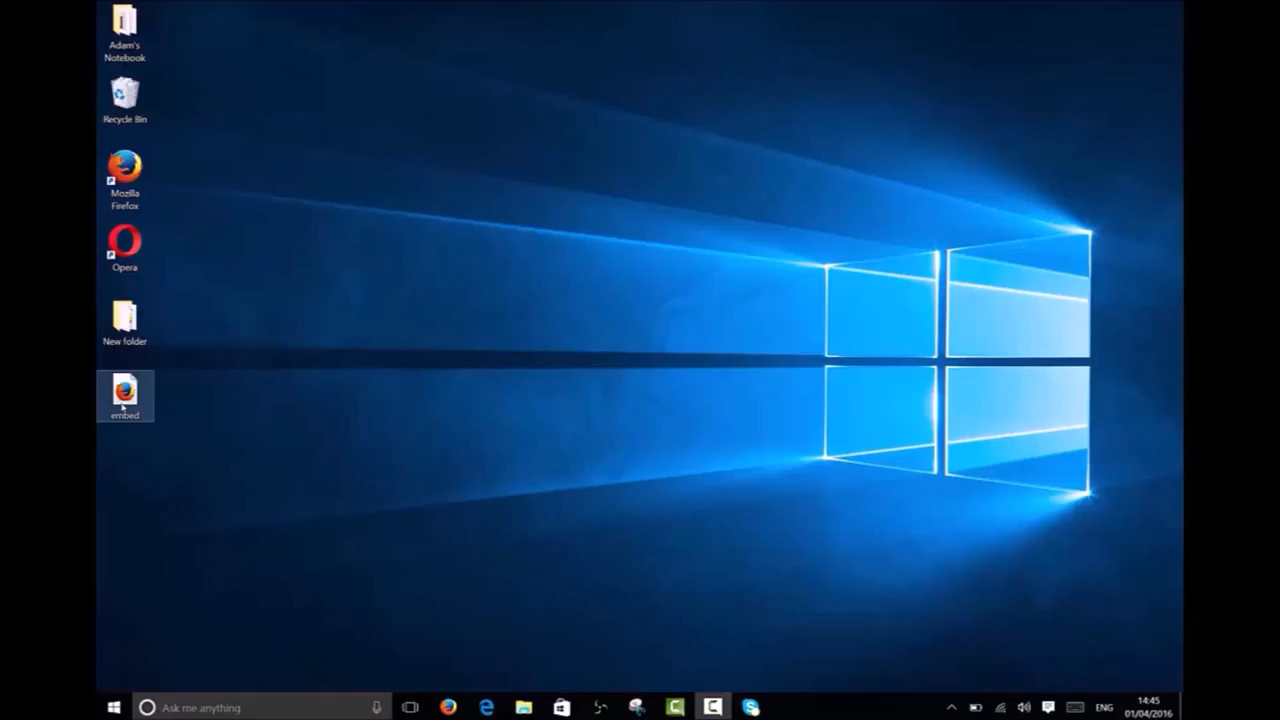 Adam's
Notebook
Recycle Bin
Mozilla
Firefox
Opera
New folder
embed
Ask me anything
ENG
14:45
01/04/2016